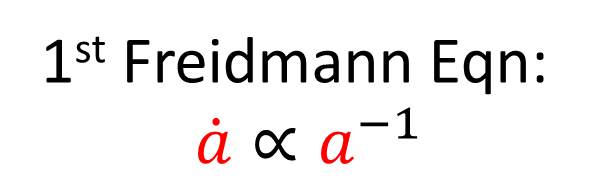 1ˢᵗ Freidmann Eqn:
ȧ ∝ a⁻¹